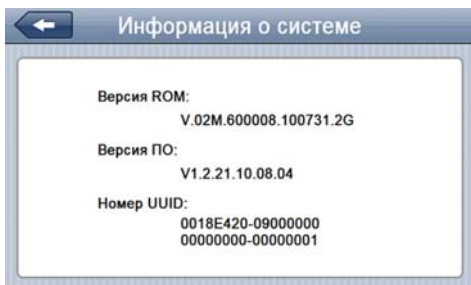 Информация о системе
Версия ROM:
V.02M.600008.100731.2G
Версия ПО:
V1.2.21.10.08.04
Номер UUID:
0018E420-09000000
00000000-00000001